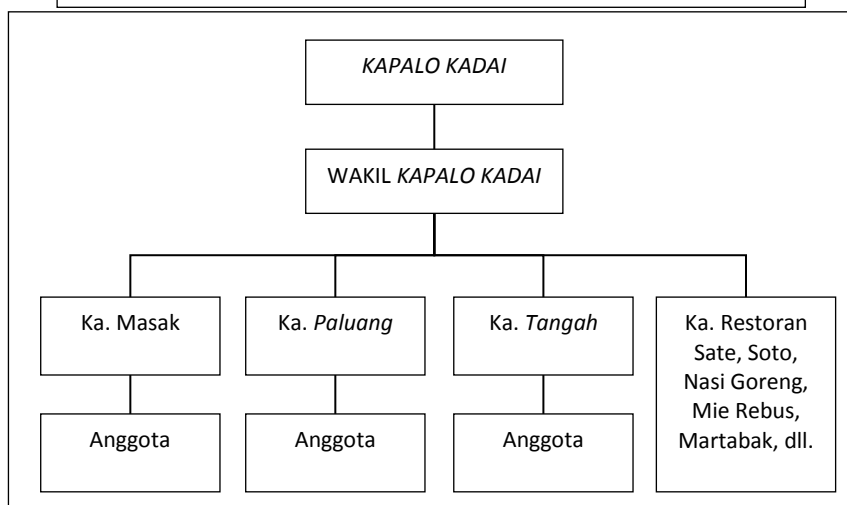 KAPALO KADAI
WAKIL KAPALO KADAI
Ka. Masak
Ka. Paluang
Ka. Tangah
Ka. Restoran
Sate, Soto,
Nasi Goreng,
Mie Rebus,
Martabak, dll.
Anggota
Anggota
Anggota